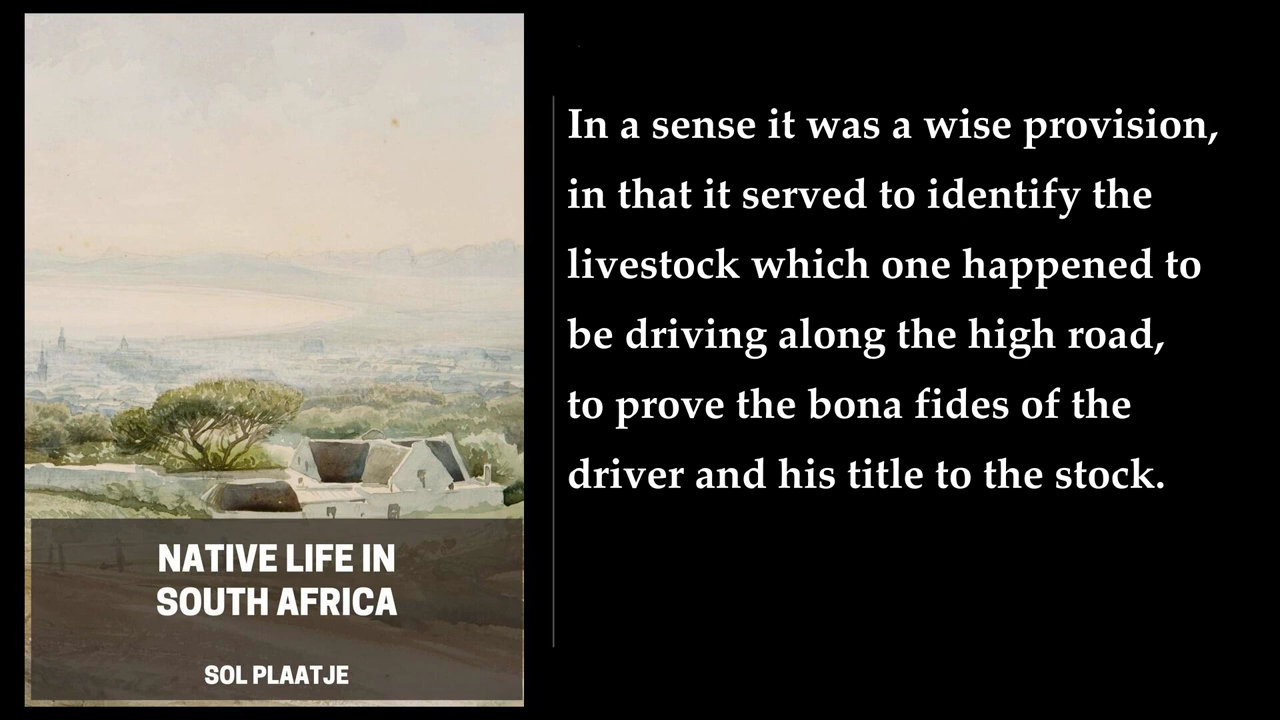 NATIVE LIFE IN
SOUTH AFRICA
SOL PLAATJE
In a sense it was a wise provision,
in that it served to identify the
livestock which one happened to
be driving along the high road,
to prove the bona fides of the
driver and his title to the stock.